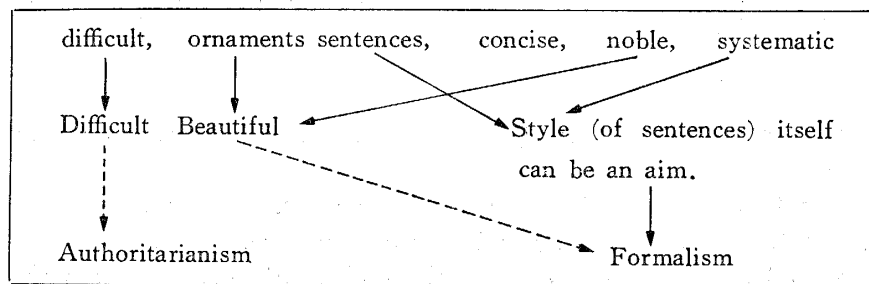 difficult, ornaments sentences, concise, noble, systematic
Difficult Beautiful Style (of sentences) itself
can be an aim.
Authoritarianism Formalism